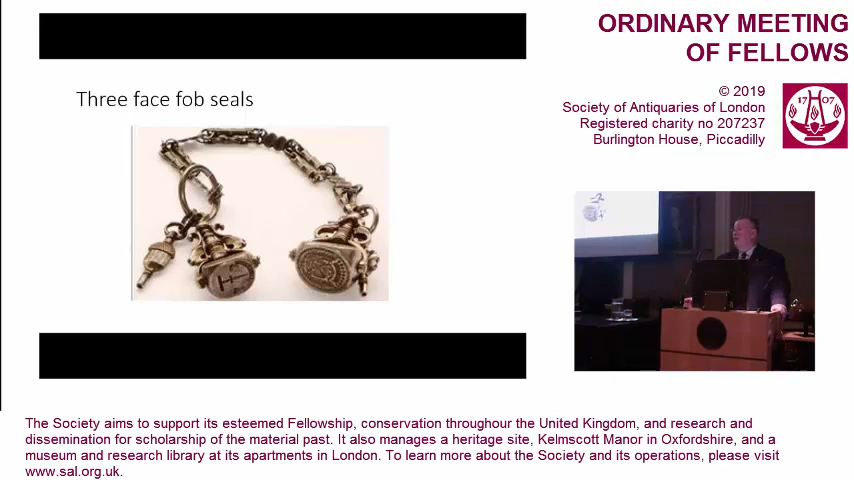 ORDINARY MEETING
OF FELLOWS
© 2019
Society of Antiquaries of London
Registered charity no 207237
Burlington House, Piccadilly
17 07
Three face fob seals
The Society aims to support its esteemed Fellowship, conservation throughour the United Kingdom, and research and
dissemination for scholarship of the material past. It also manages a heritage site, Kelmscott Manor in Oxfordshire, and a
museum and research library at its apartments in London. To learn more about the Society and its operations, please visit
www.sal.org.uk.